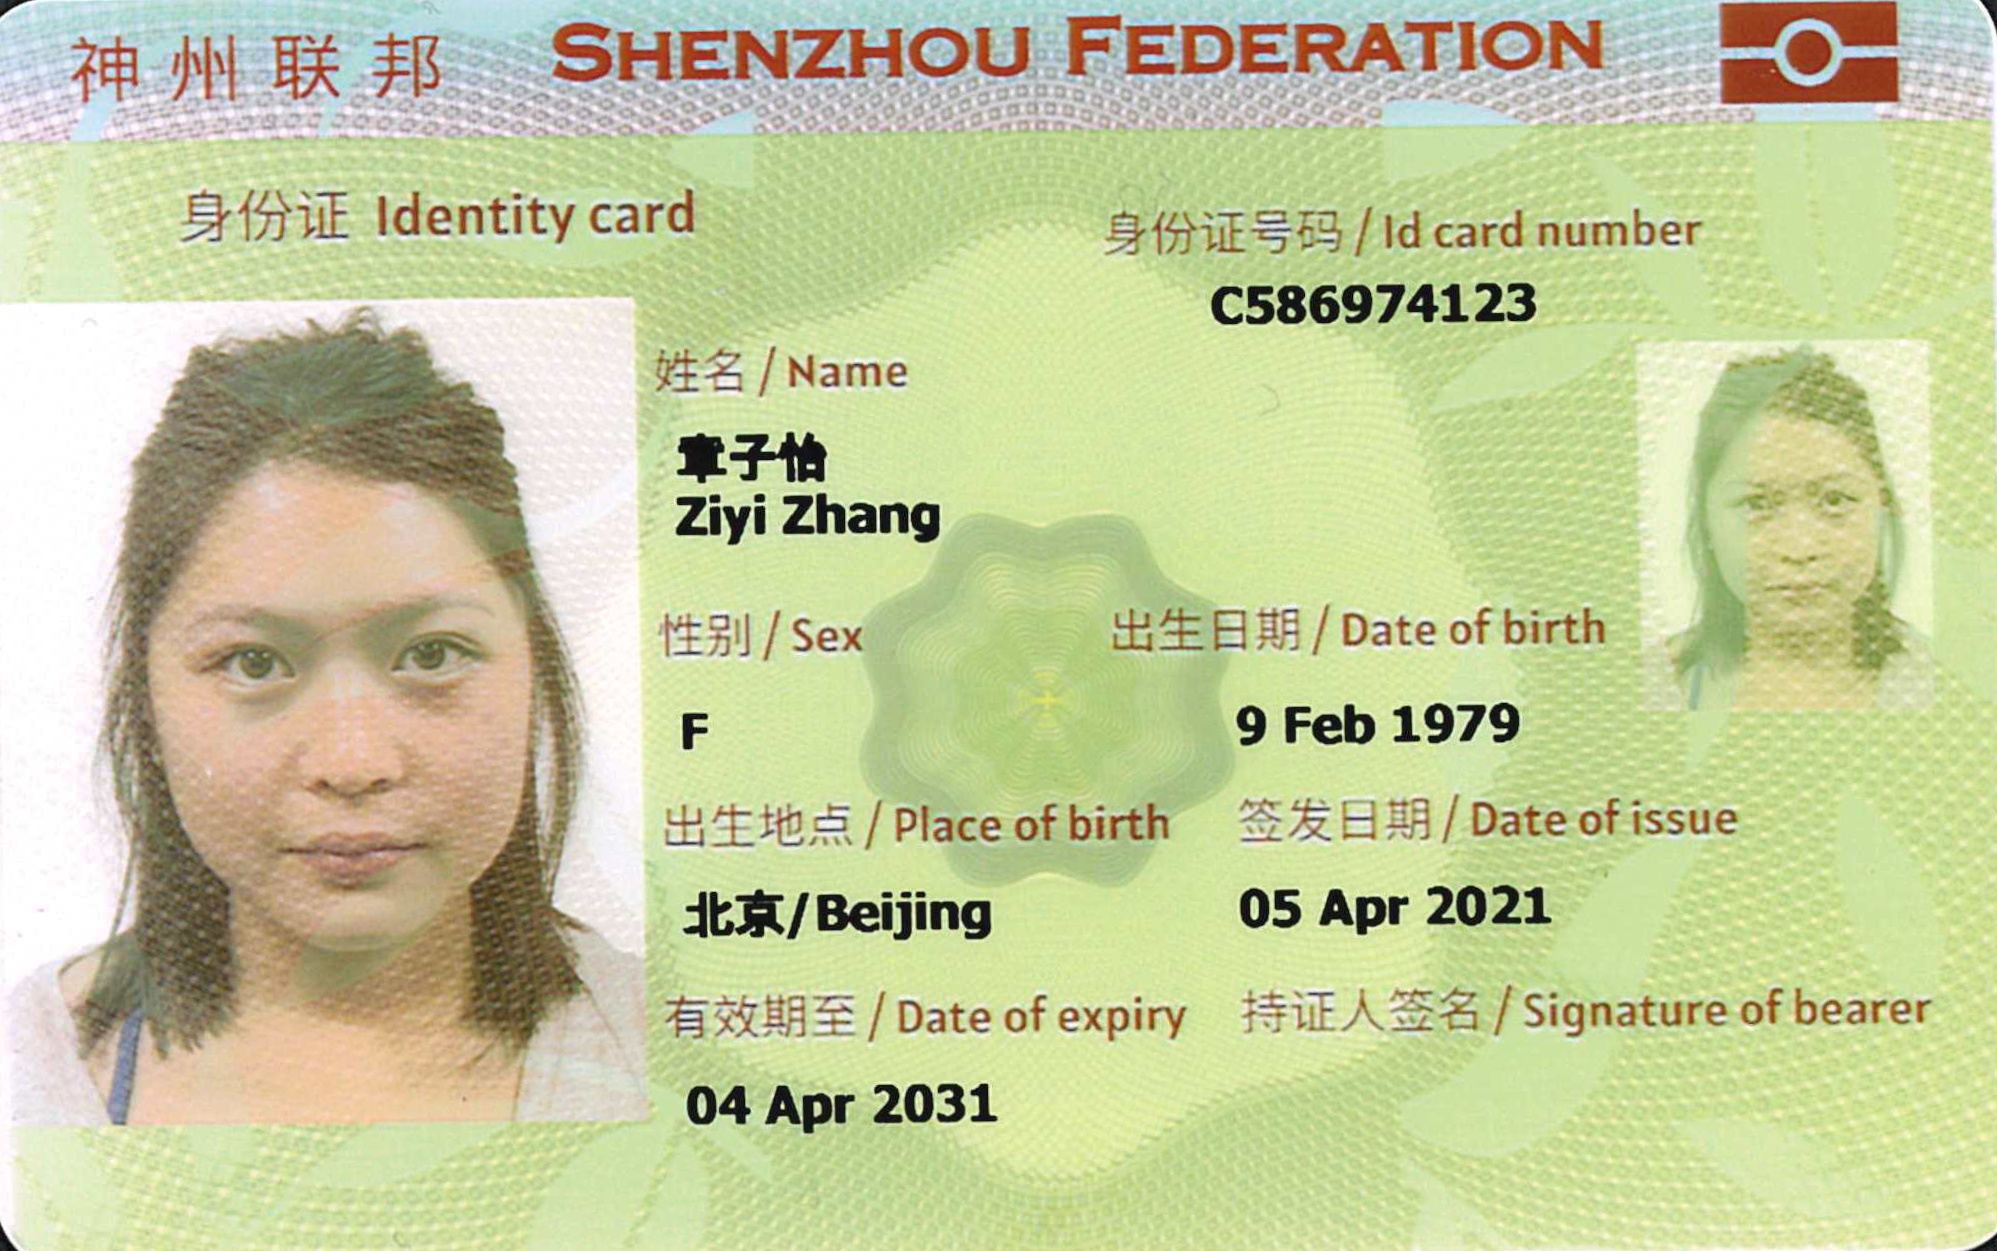 神州联邦 SHENZHOU FEDERATION
身份证 Identity card
身份证号码 / Id card number
C586974123
姓名 / Name
章子怡
Ziyi Zhang
性别 / Sex
出生日期 / Date of birth
F
9 Feb 1979
出生地点 / Place of birth
签发日期 / Date of issue
北京/Beijing
05 Apr 2021
有效期至 / Date of expiry
持证人签名 / Signature of bearer
04 Apr 2031